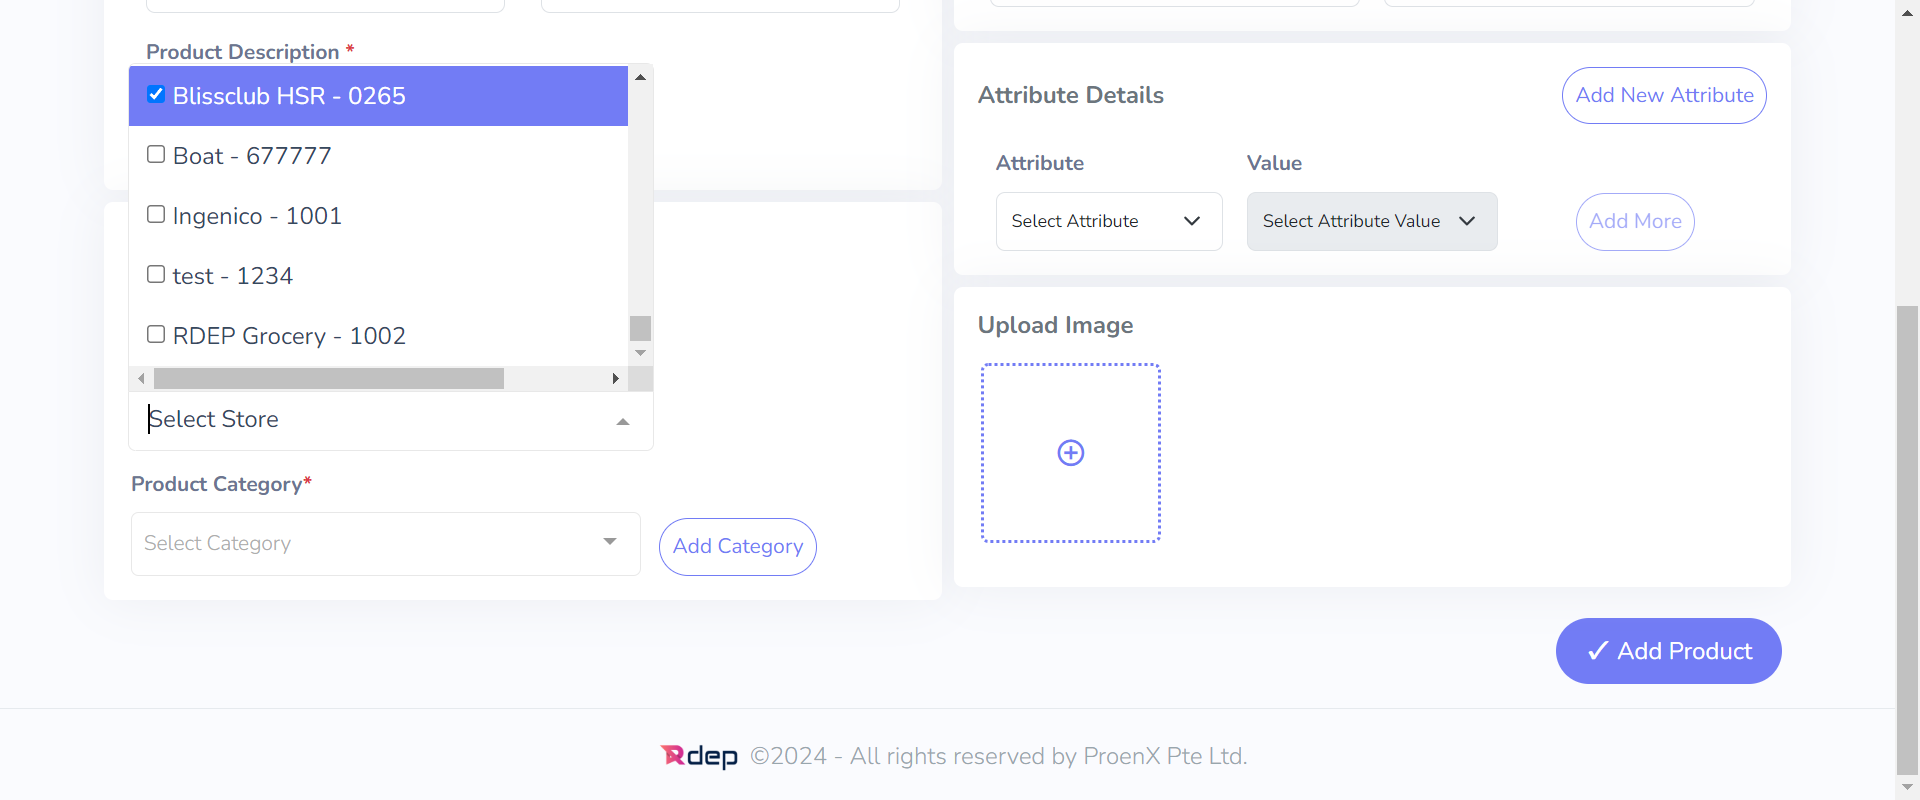 Product Description *
Blissclub HSR - 0265
Boat - 677777
Ingenico - 1001
test - 1234
RDEP Grocery - 1002
Select Store
Product Category*
Select Category
Add Category
Attribute Details
Add New Attribute
Attribute
Value
Select Attribute
Select Attribute Value
Add More
Upload Image
✓ Add Product
Rdep ©2024 - All rights reserved by ProenX Pte Ltd.